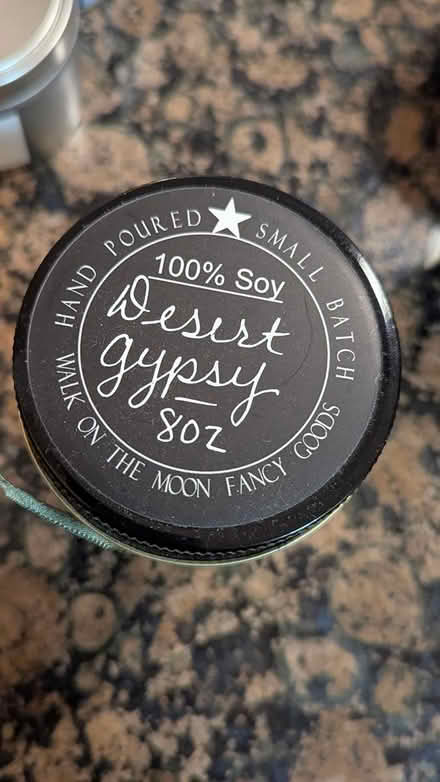 HAND POURED ★ SMALL BATCH
100% Soy
Desert
gypsy
8oz
WALK ON THE MOON FANCY GOODS